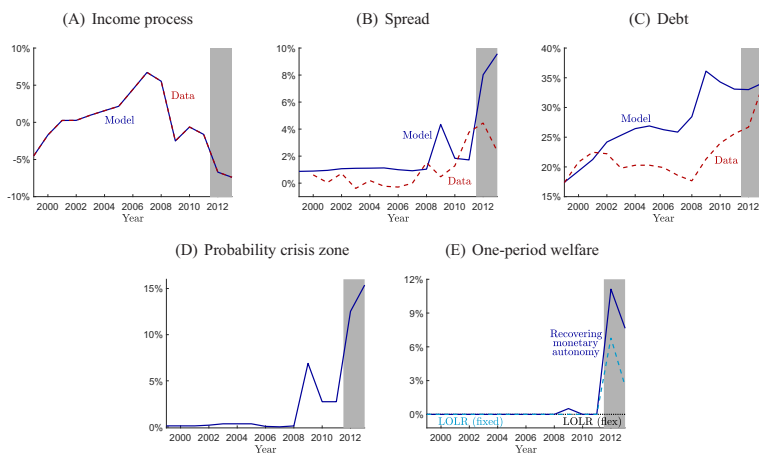 (A) Income process
10%
5%
0%
-5%
-10%
Data
Model
2000 2002 2004 2006 2008 2010 2012
Year
(B) Spread
10%
8%
6%
4%
2%
0%
Model
Data
2000 2002 2004 2006 2008 2010 2012
Year
(C) Debt
40%
35%
30%
25%
20%
15%
Model
Data
2000 2002 2004 2006 2008 2010 2012
Year
(D) Probability crisis zone
15%
10%
5%
0%
2000 2002 2004 2006 2008 2010 2012
Year
(E) One-period welfare
12%
9%
6%
3%
0%
Recovering
monetary
autonomy
LOLR (fixed)
LOLR (flex)
2000 2002 2004 2006 2008 2010 2012
Year